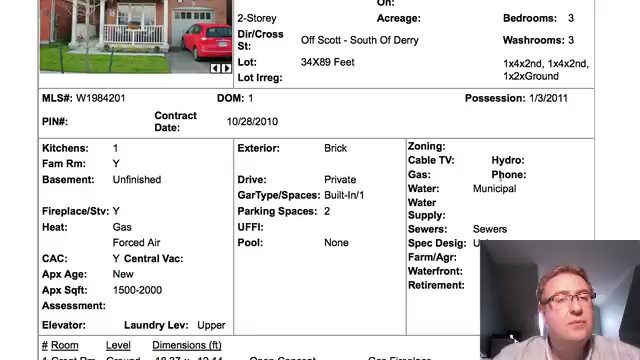 On:
2-Storey Acreage: Bedrooms: 3
Dir/Cross St: Off Scott - South Of Derry Washrooms: 3
Lot: 34X89 Feet 1x4x2nd, 1x4x2nd,
Lot Irreg: 1x2xGround
MLS#: W1984201 DOM: 1 Possession: 1/3/2011
PIN#: Contract Date: 10/28/2010
Kitchens: 1 Exterior: Brick Zoning:
Fam Rm: Y Cable TV: Hydro:
Basement: Unfinished Drive: Private Gas: Phone:
GarType/Spaces: Built-In/1 Water: Municipal
Fireplace/Stv: Y Parking Spaces: 2 Water Supply:
Heat: Gas UFFI: Sewers: Sewers
Forced Air Pool: None Spec Desig:
CAC: Y Central Vac: Farm/Agr:
Apx Age: New Waterfront:
Apx Sqft: 1500-2000 Retirement:
Assessment:
Elevator: Laundry Lev: Upper
# Room Level Dimensions (ft)